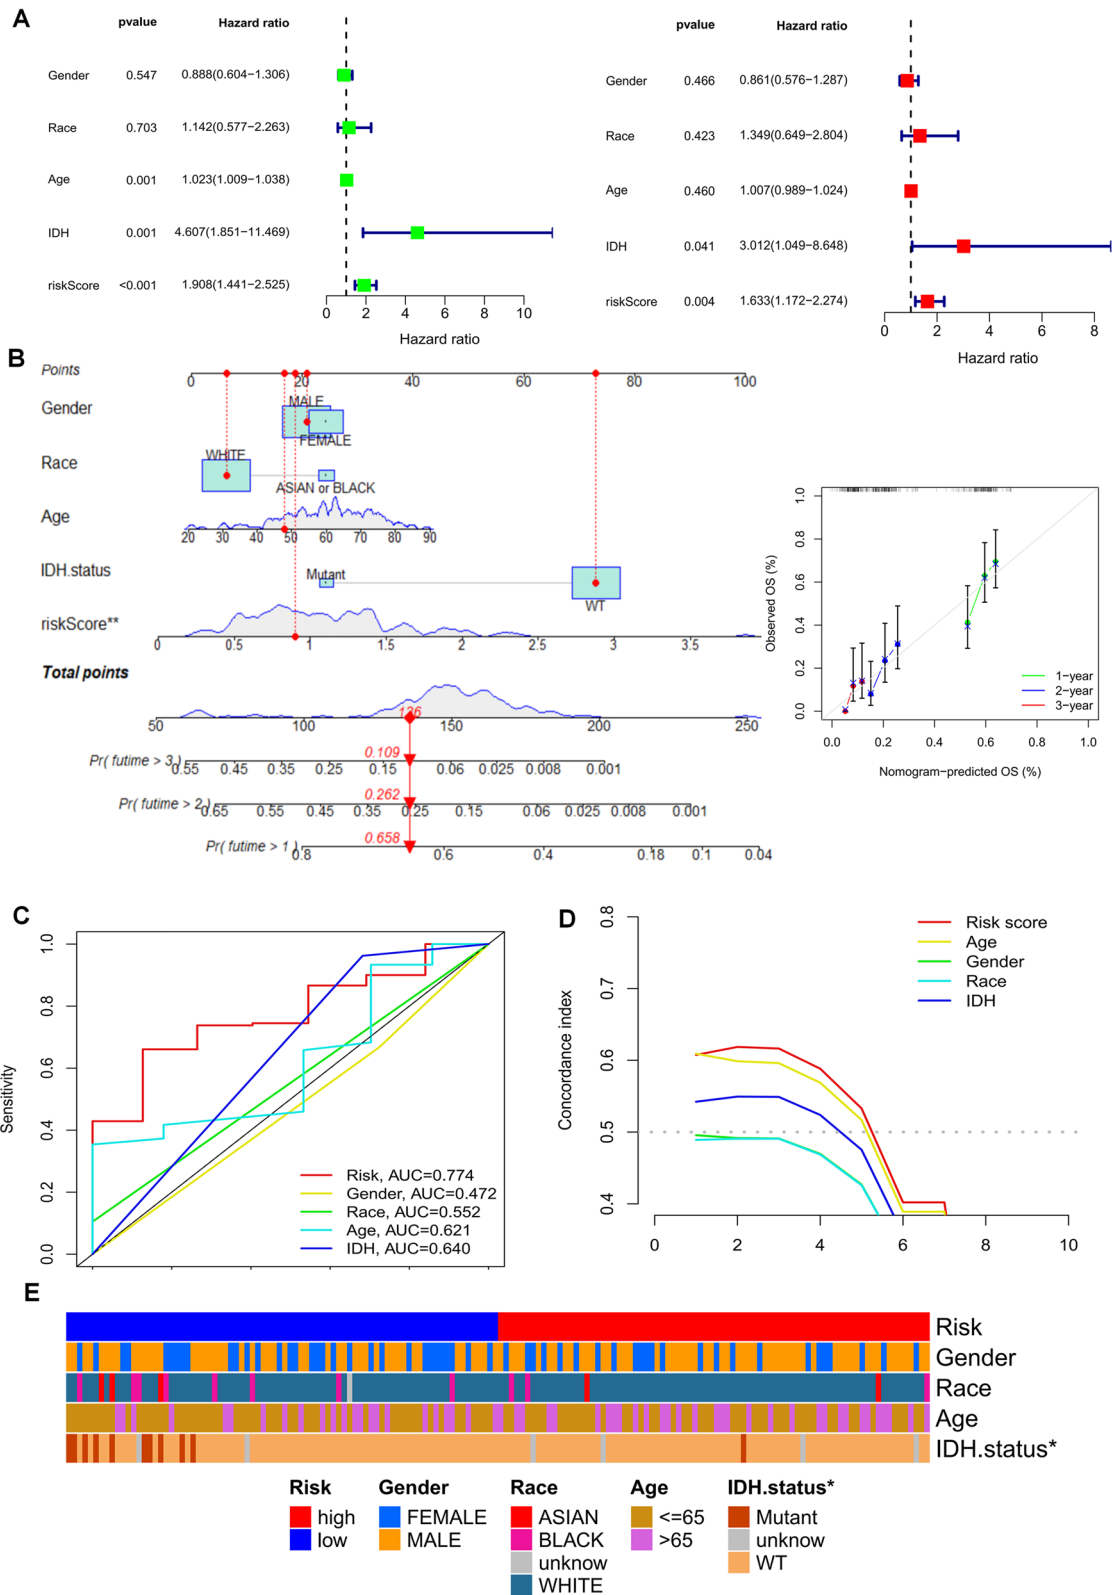 A
pvalue Hazard ratio
Gender 0.547 0.888(0.604−1.306)
Race 0.703 1.142(0.577−2.263)
Age 0.001 1.023(1.009−1.038)
IDH 0.001 4.607(1.851−11.469)
riskScore <0.001 1.908(1.441−2.525)
0 2 4 6 8 10
Hazard ratio
pvalue Hazard ratio
Gender 0.466 0.861(0.576−1.287)
Race 0.423 1.349(0.649−2.804)
Age 0.460 1.007(0.989−1.024)
IDH 0.041 3.012(1.049−8.648)
riskScore 0.004 1.633(1.172−2.274)
0 2 4 6 8
Hazard ratio
B
Points
0 20 40 60 80 100
Gender
MALE
FEMALE
Race
WHITE
ASIAN or BLACK
Age
20 30 40 50 60 70 80 90
IDH.status
Mutant
WT
riskScore**
0 0.5 1 1.5 2 2.5 3 3.5
Total points
136
50 100 150 200 250
0.109
Pr( futime > 3 )
0.55 0.45 0.35 0.25 0.15 0.06 0.025 0.008 0.001
0.262
Pr( futime > 2 )
0.65 0.55 0.45 0.35 0.25 0.15 0.06 0.025 0.008 0.001
0.658
Pr( futime > 1 )
0.8 0.6 0.4 0.18 0.1 0.04
Observed OS (%)
0.0 0.2 0.4 0.6 0.8 1.0
1−year
2−year
3−year
0.0 0.2 0.4 0.6 0.8 1.0
Nomogram−predicted OS (%)
C
Sensitivity
0.0 0.2 0.4 0.6 0.8 1.0
Risk, AUC=0.774
Gender, AUC=0.472
Race, AUC=0.552
Age, AUC=0.621
IDH, AUC=0.640
D
Concordance index
0.4 0.5 0.6 0.7 0.8
Risk score
Age
Gender
Race
IDH
0 2 4 6 8 10
E
Risk
Gender
Race
Age
IDH.status*
Risk
high
low
Gender
FEMALE
MALE
Race
ASIAN
BLACK
unknow
WHITE
Age
<=65
>65
IDH.status*
Mutant
unknow
WT